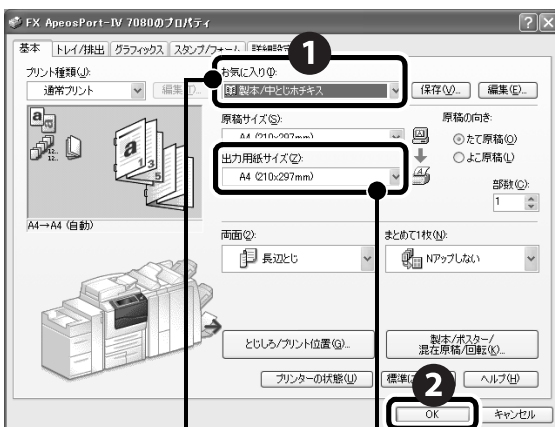 FX ApeosPort-IV 7080のプロパティ
基本 トレイ/排出 グラフィックス スタンプ/フォーム 詳細設定
1
プリント種類(J):
お気に入り(I):
通常プリント
編集(D)...
製本/中とじホチキス
保存(V)...
編集(E)...
原稿サイズ(S):
原稿の向き:
A4 (210x297mm)
たて原稿(O)
出力用紙サイズ(Z):
よこ原稿(L)
A4 (210x297mm)
部数(C):
1
A4→A4 (自動)
両面(2):
まとめて1枚(N):
長辺とじ
Nアップしない
とじしろ/プリント位置(G)...
製本/ポスター/
混在原稿/回転(K)...
プリンターの状態(U)
標準に
ヘルプ(H)
2
OK
キャンセル